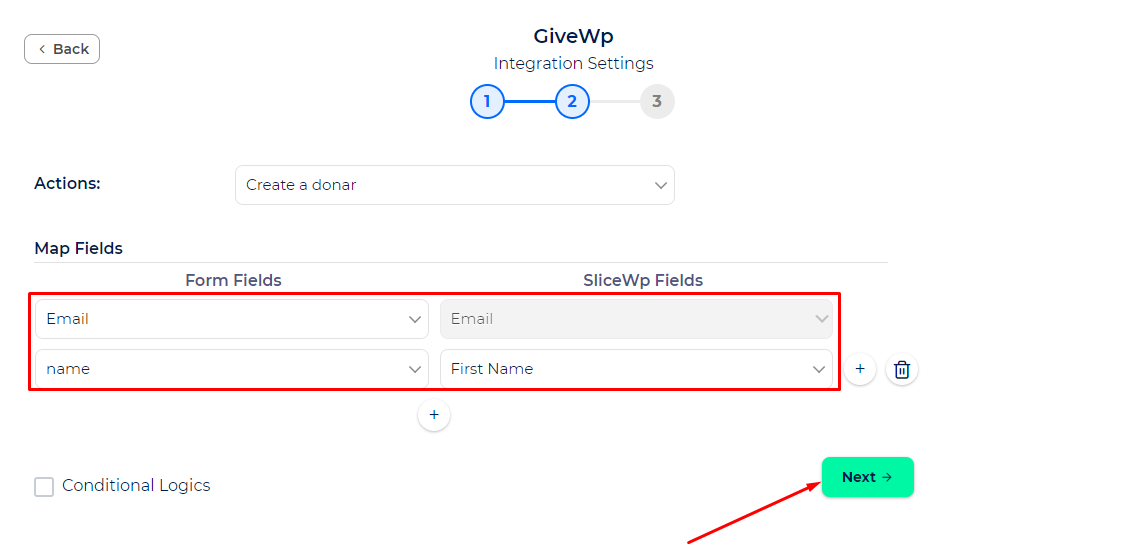 GiveWp
Back
Integration Settings
1 2 3
Actions: Create a donar
Map Fields
Form Fields SliceWp Fields
Email Email
name First Name +
+
Conditional Logics
Next